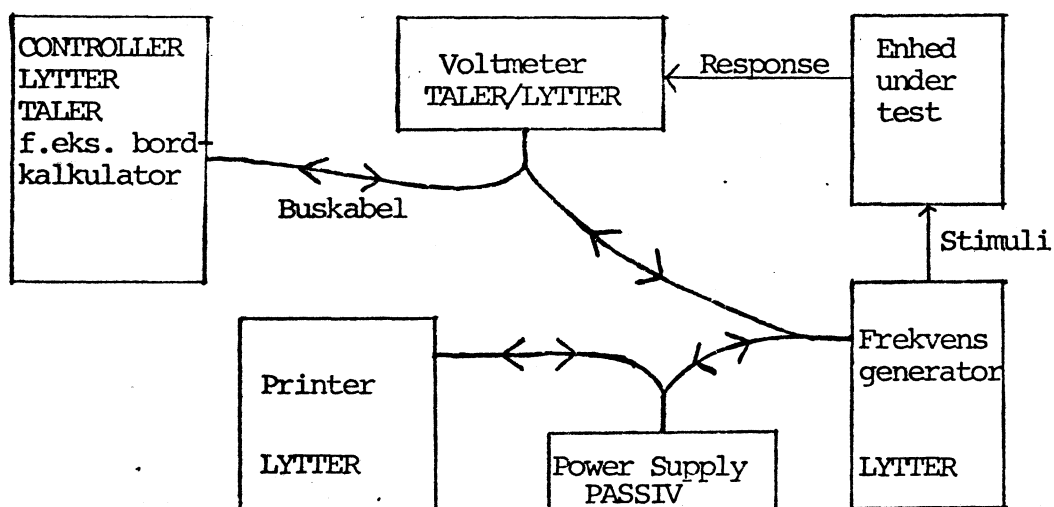 CONTROLLER
LYTTER
TALER
f.eks. bord-
kalkulator
Voltmeter
TALER/LYTTER
Response
Enhed
under
test
Buskabel
Stimuli
Printer
LYTTER
Power Supply
PASSIV
Frekvens
generator
LYTTER